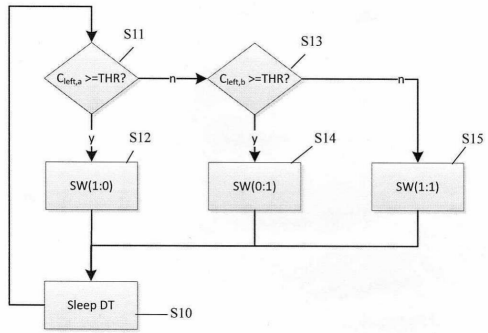 S11
S13
C_left,a >=THR?
n
C_left,b >=THR?
n
y
y
S12
S14
S15
SW(1:0)
SW(0:1)
SW(1:1)
Sleep DT
S10